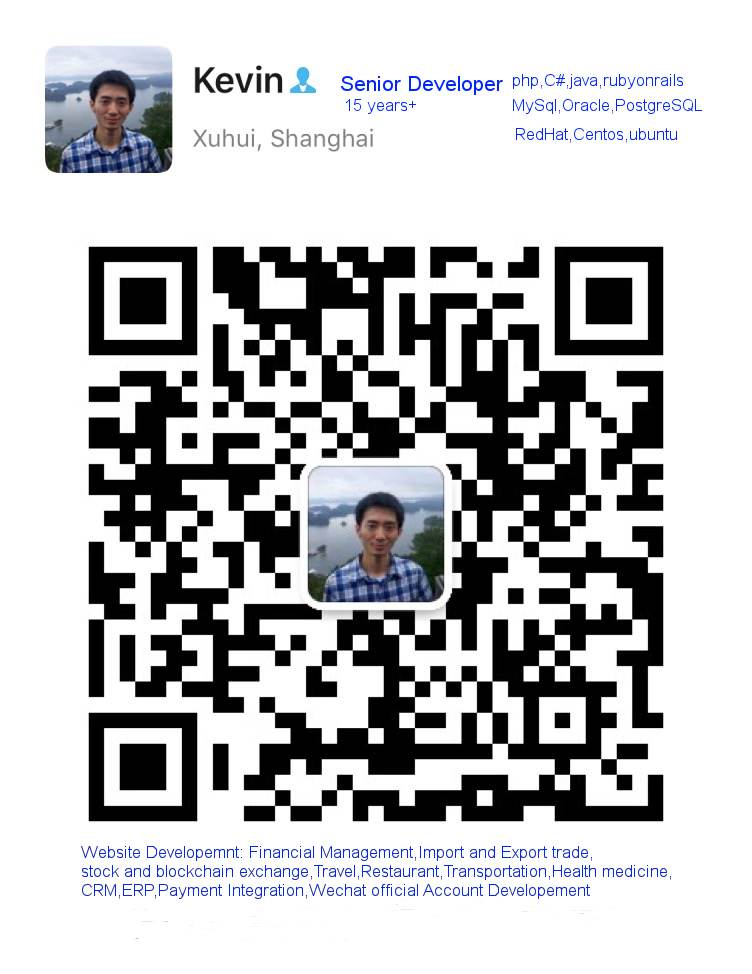 Kevin
Senior Developer
15 years+
php,C#,java,rubyonrails
MySql,Oracle,PostgreSQL
RedHat,Centos,ubuntu
Xuhui, Shanghai
Website Developemnt: Financial Management,Import and Export trade,
stock and blockchain exchange,Travel,Restaurant,Transportation,Health medicine,
CRM,ERP,Payment Integration,Wechat official Account Developement